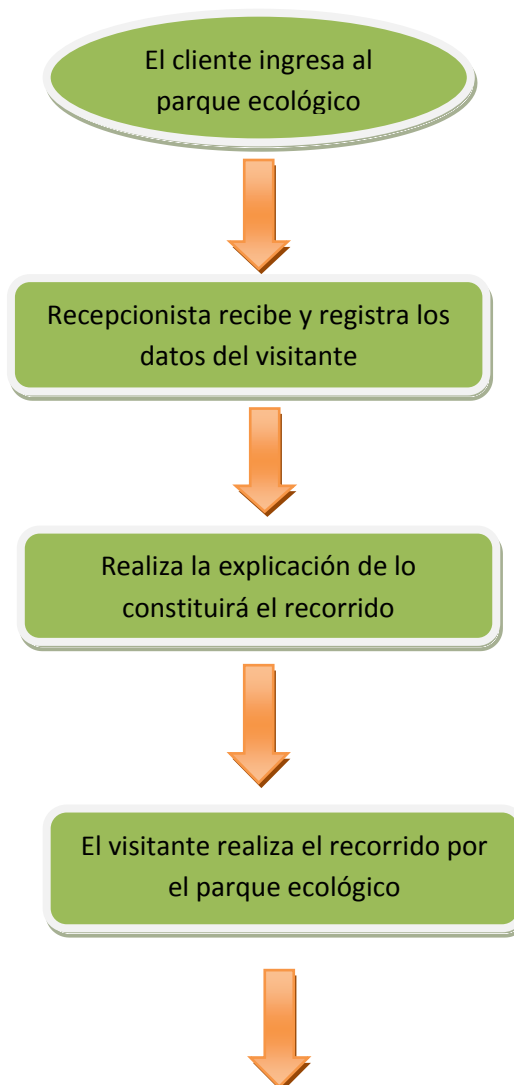 El cliente ingresa al
parque ecológico
Recepcionista recibe y registra los
datos del visitante
Realiza la explicación de lo
constituirá el recorrido
El visitante realiza el recorrido por
el parque ecológico